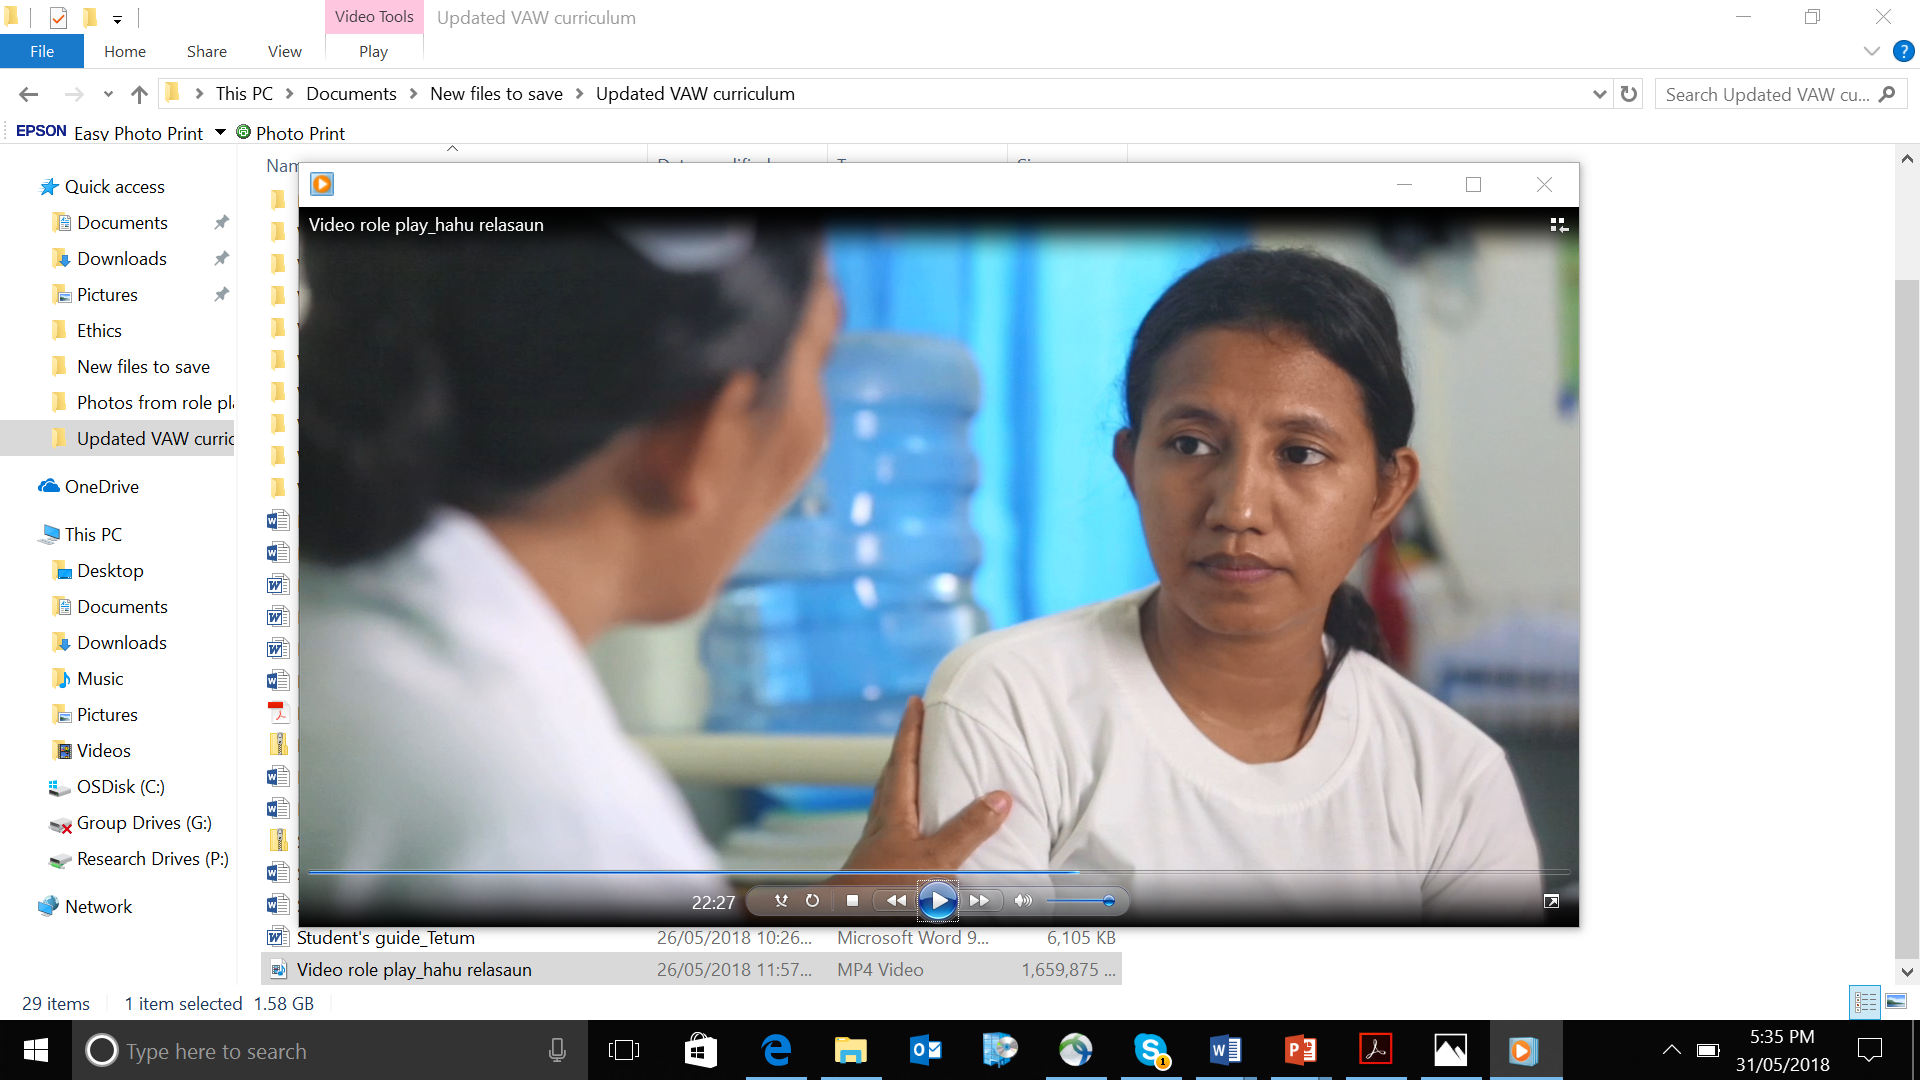 Video Tools
Updated VAW curriculum
File
Home
Share
View
Play
This PC
Documents
New files to save
Updated VAW curriculum
Search Updated VAW cu...
EPSON
Easy Photo Print
Photo Print
Video role play_hahu relasaun
Quick access
Documents
Downloads
Pictures
Ethics
New files to save
Photos from role pl
Updated VAW curric
OneDrive
This PC
Desktop
Documents
Downloads
Music
Pictures
Videos
OSDisk (C:)
Group Drives (G:)
Research Drives (P:)
Network
22:27
Student's guide_Tetum 26/05/2018 10:26... Microsoft Word 9... 6,105 KB
Video role play_hahu relasaun 26/05/2018 11:57... MP4 Video 1,659,875 ...
29 items 1 item selected 1.58 GB
Type here to search
1
5:35 PM
31/05/2018